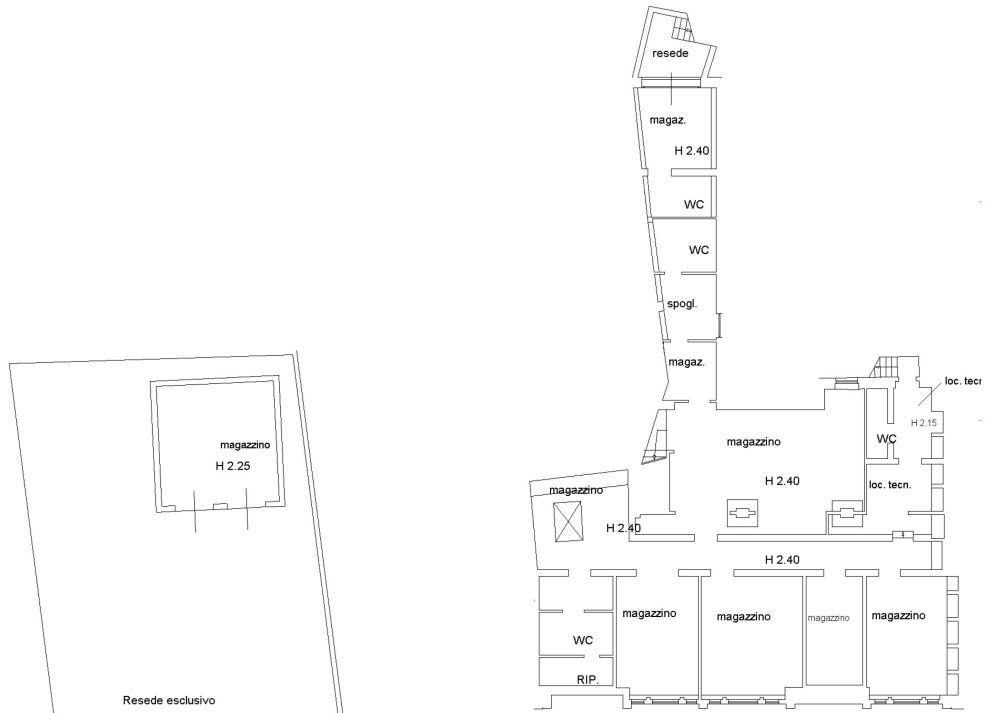 resede
magaz.
H 2.40
WC
WC
spogl.
magaz.
loc. tecr
H 2.15
magazzino
WC
magazzino
H 2.25
H 2.40
loc. tecn.
magazzino
H 2.40
H 2.40
magazzino
magazzino
magazzino
magazzino
WC
RIP.
Resede esclusivo